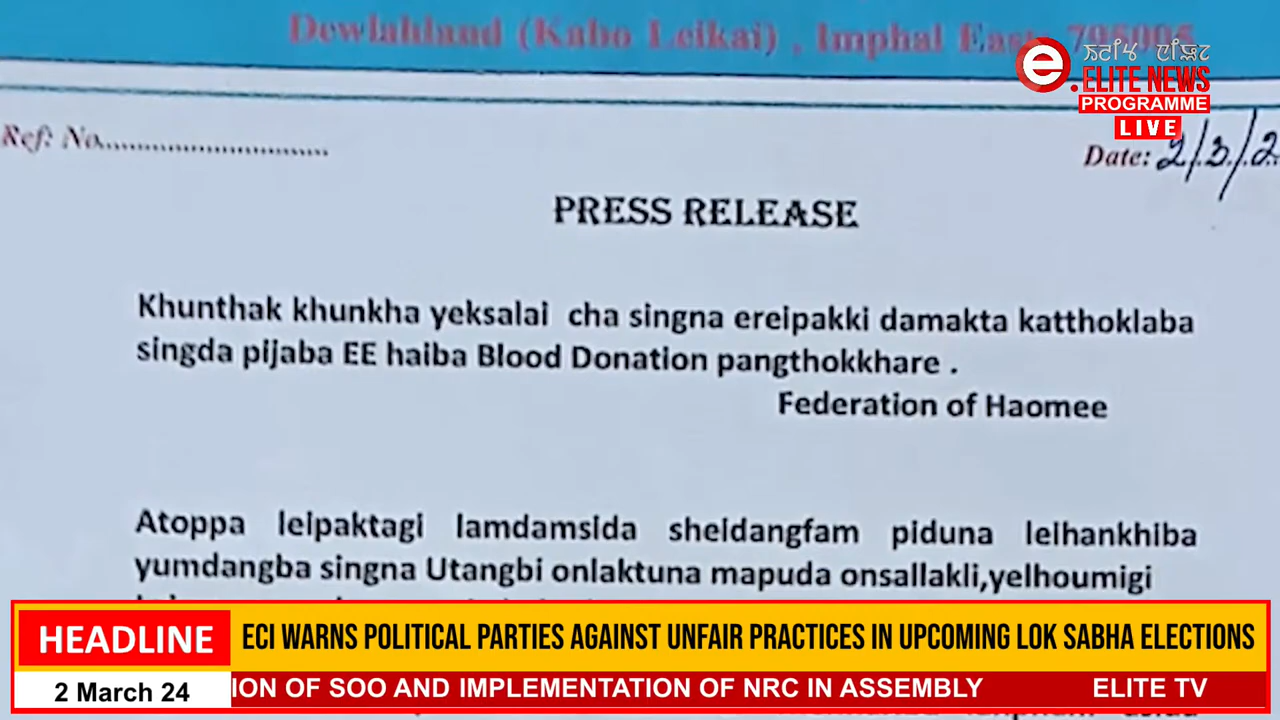 Dewlahland (Kabo Leikai) , Imphal East
ELITE NEWS
PROGRAMME
LIVE
Ref: No
Date: 2/3/2
PRESS RELEASE
Khunthak khunkha yeksalai cha singna ereipakki damakta katthoklaba
singda pijaba EE haiba Blood Donation pangthokkhare .
Federation of Haomee
Atoppa leipaktagi lamdamsida sheidangfam piduna leihankhiba
yumdangba singna Utangbi onlaktuna mapuda onsallakli,yelhoumigi
HEADLINE
ECI WARNS POLITICAL PARTIES AGAINST UNFAIR PRACTICES IN UPCOMING LOK SABHA ELECTIONS
2 March 24
ION OF SOO AND IMPLEMENTATION OF NRC IN ASSEMBLY
ELITE TV